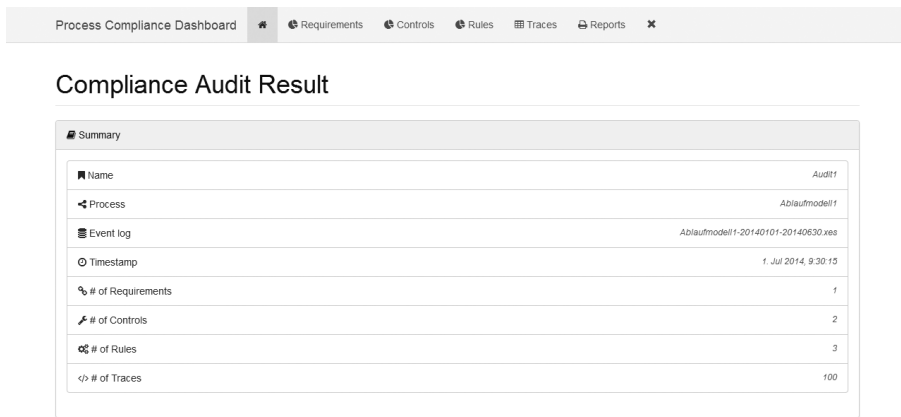 Process Compliance Dashboard Requirements Controls Rules Traces Reports
Compliance Audit Result
Summary
Name Audit1
Process Ablaufmodell1
Event log Ablaufmodell1-20140101-20140630.xes
Timestamp 1. Jul 2014, 9:30:15
# of Requirements 1
# of Controls 2
# of Rules 3
# of Traces 100